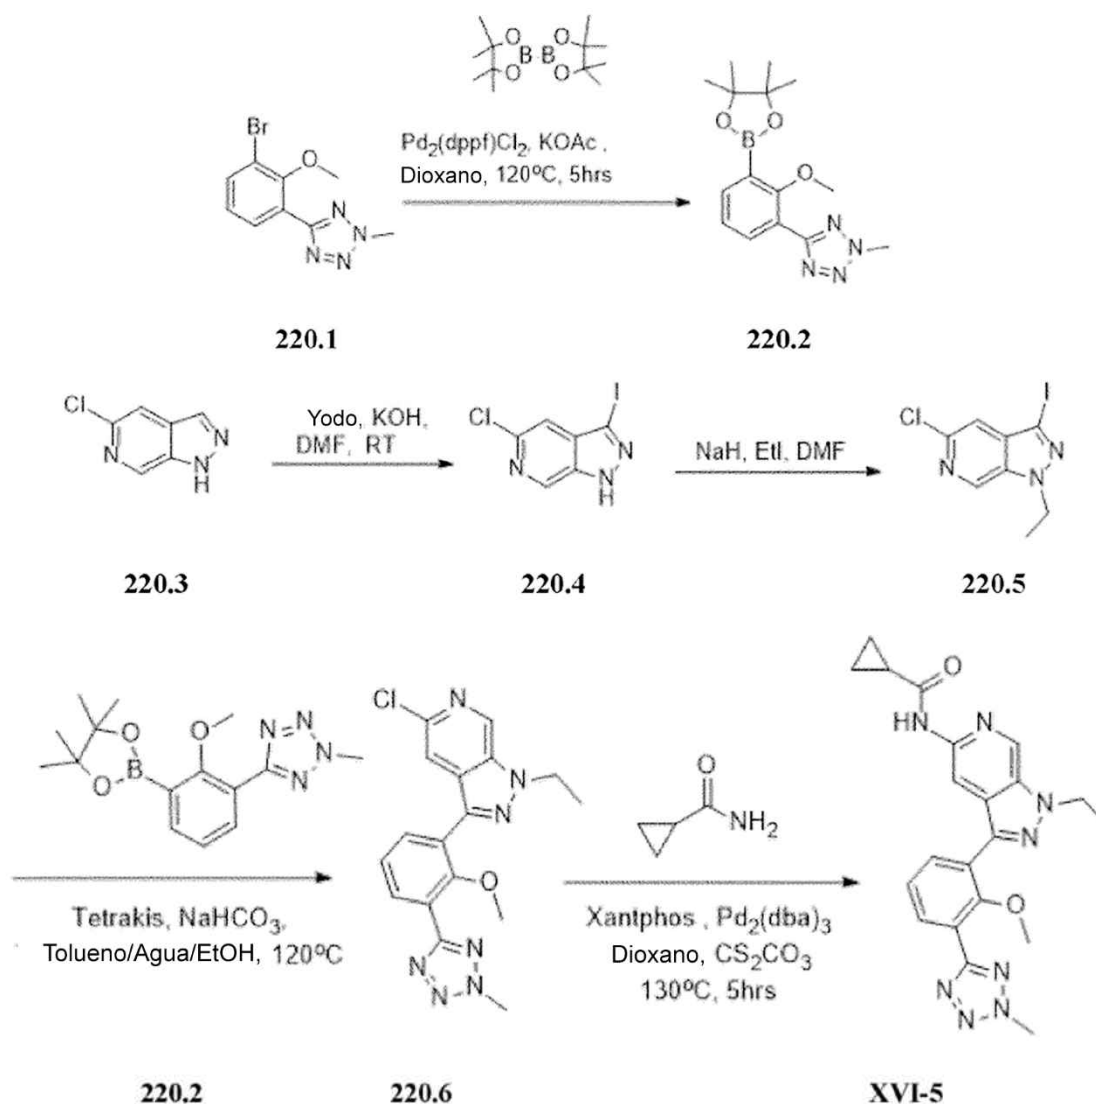 Pd₂(dppf)Cl₂, KOAc,
Dioxano, 120ºC, 5hrs
220.1
220.2
Yodo, KOH,
DMF, RT
NaH, EtI, DMF
220.3
220.4
220.5
Tetrakis, NaHCO₃,
Tolueno/Agua/EtOH, 120ºC
Xantphos, Pd₂(dba)₃
Dioxano, CS₂CO₃
130ºC, 5hrs
220.2
220.6
XVI-5